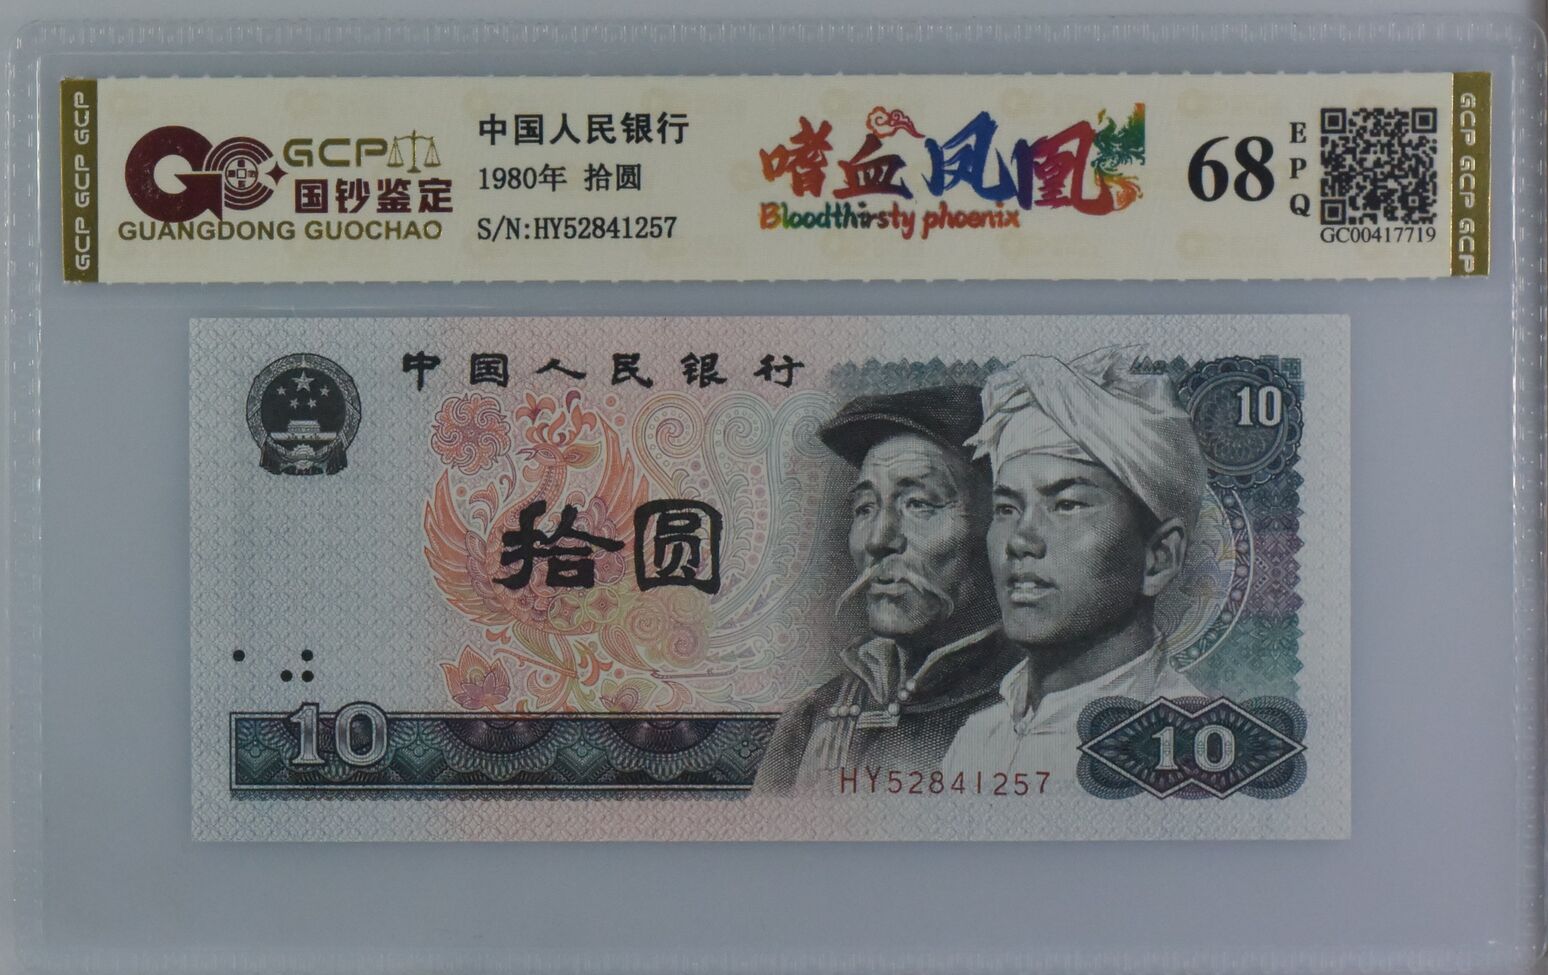 GCP GCP GCP
GCP
国钞鉴定
GUANGDONG GUOCHAO
中国人民银行
1980年 拾圆
S/N:HY52841257
嗜血凤凰
Bloodthirsty phoenix
68
EPQ
GC00417719
GCP GCP GCP
中国人民银行
10
拾圆
10
10
HY52841257